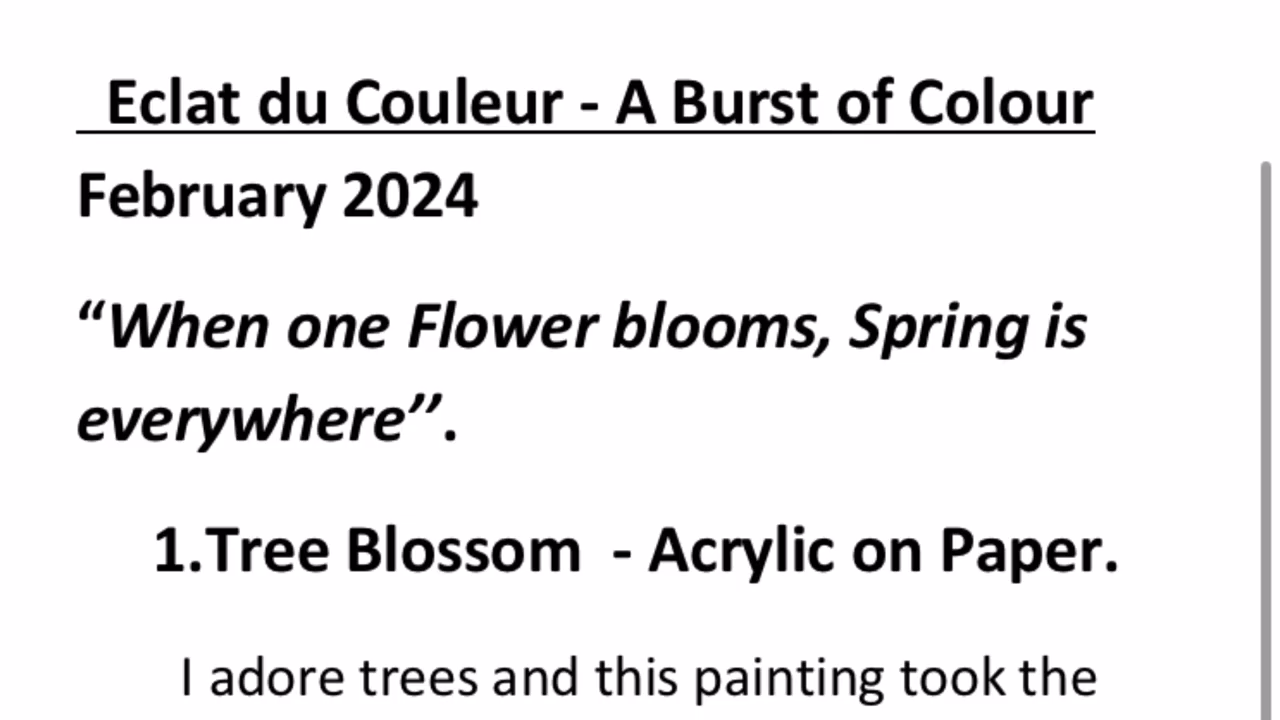 Eclat du Couleur - A Burst of Colour
February 2024
“When one Flower blooms, Spring is
everywhere”.
1.Tree Blossom  - Acrylic on Paper.
I adore trees and this painting took the